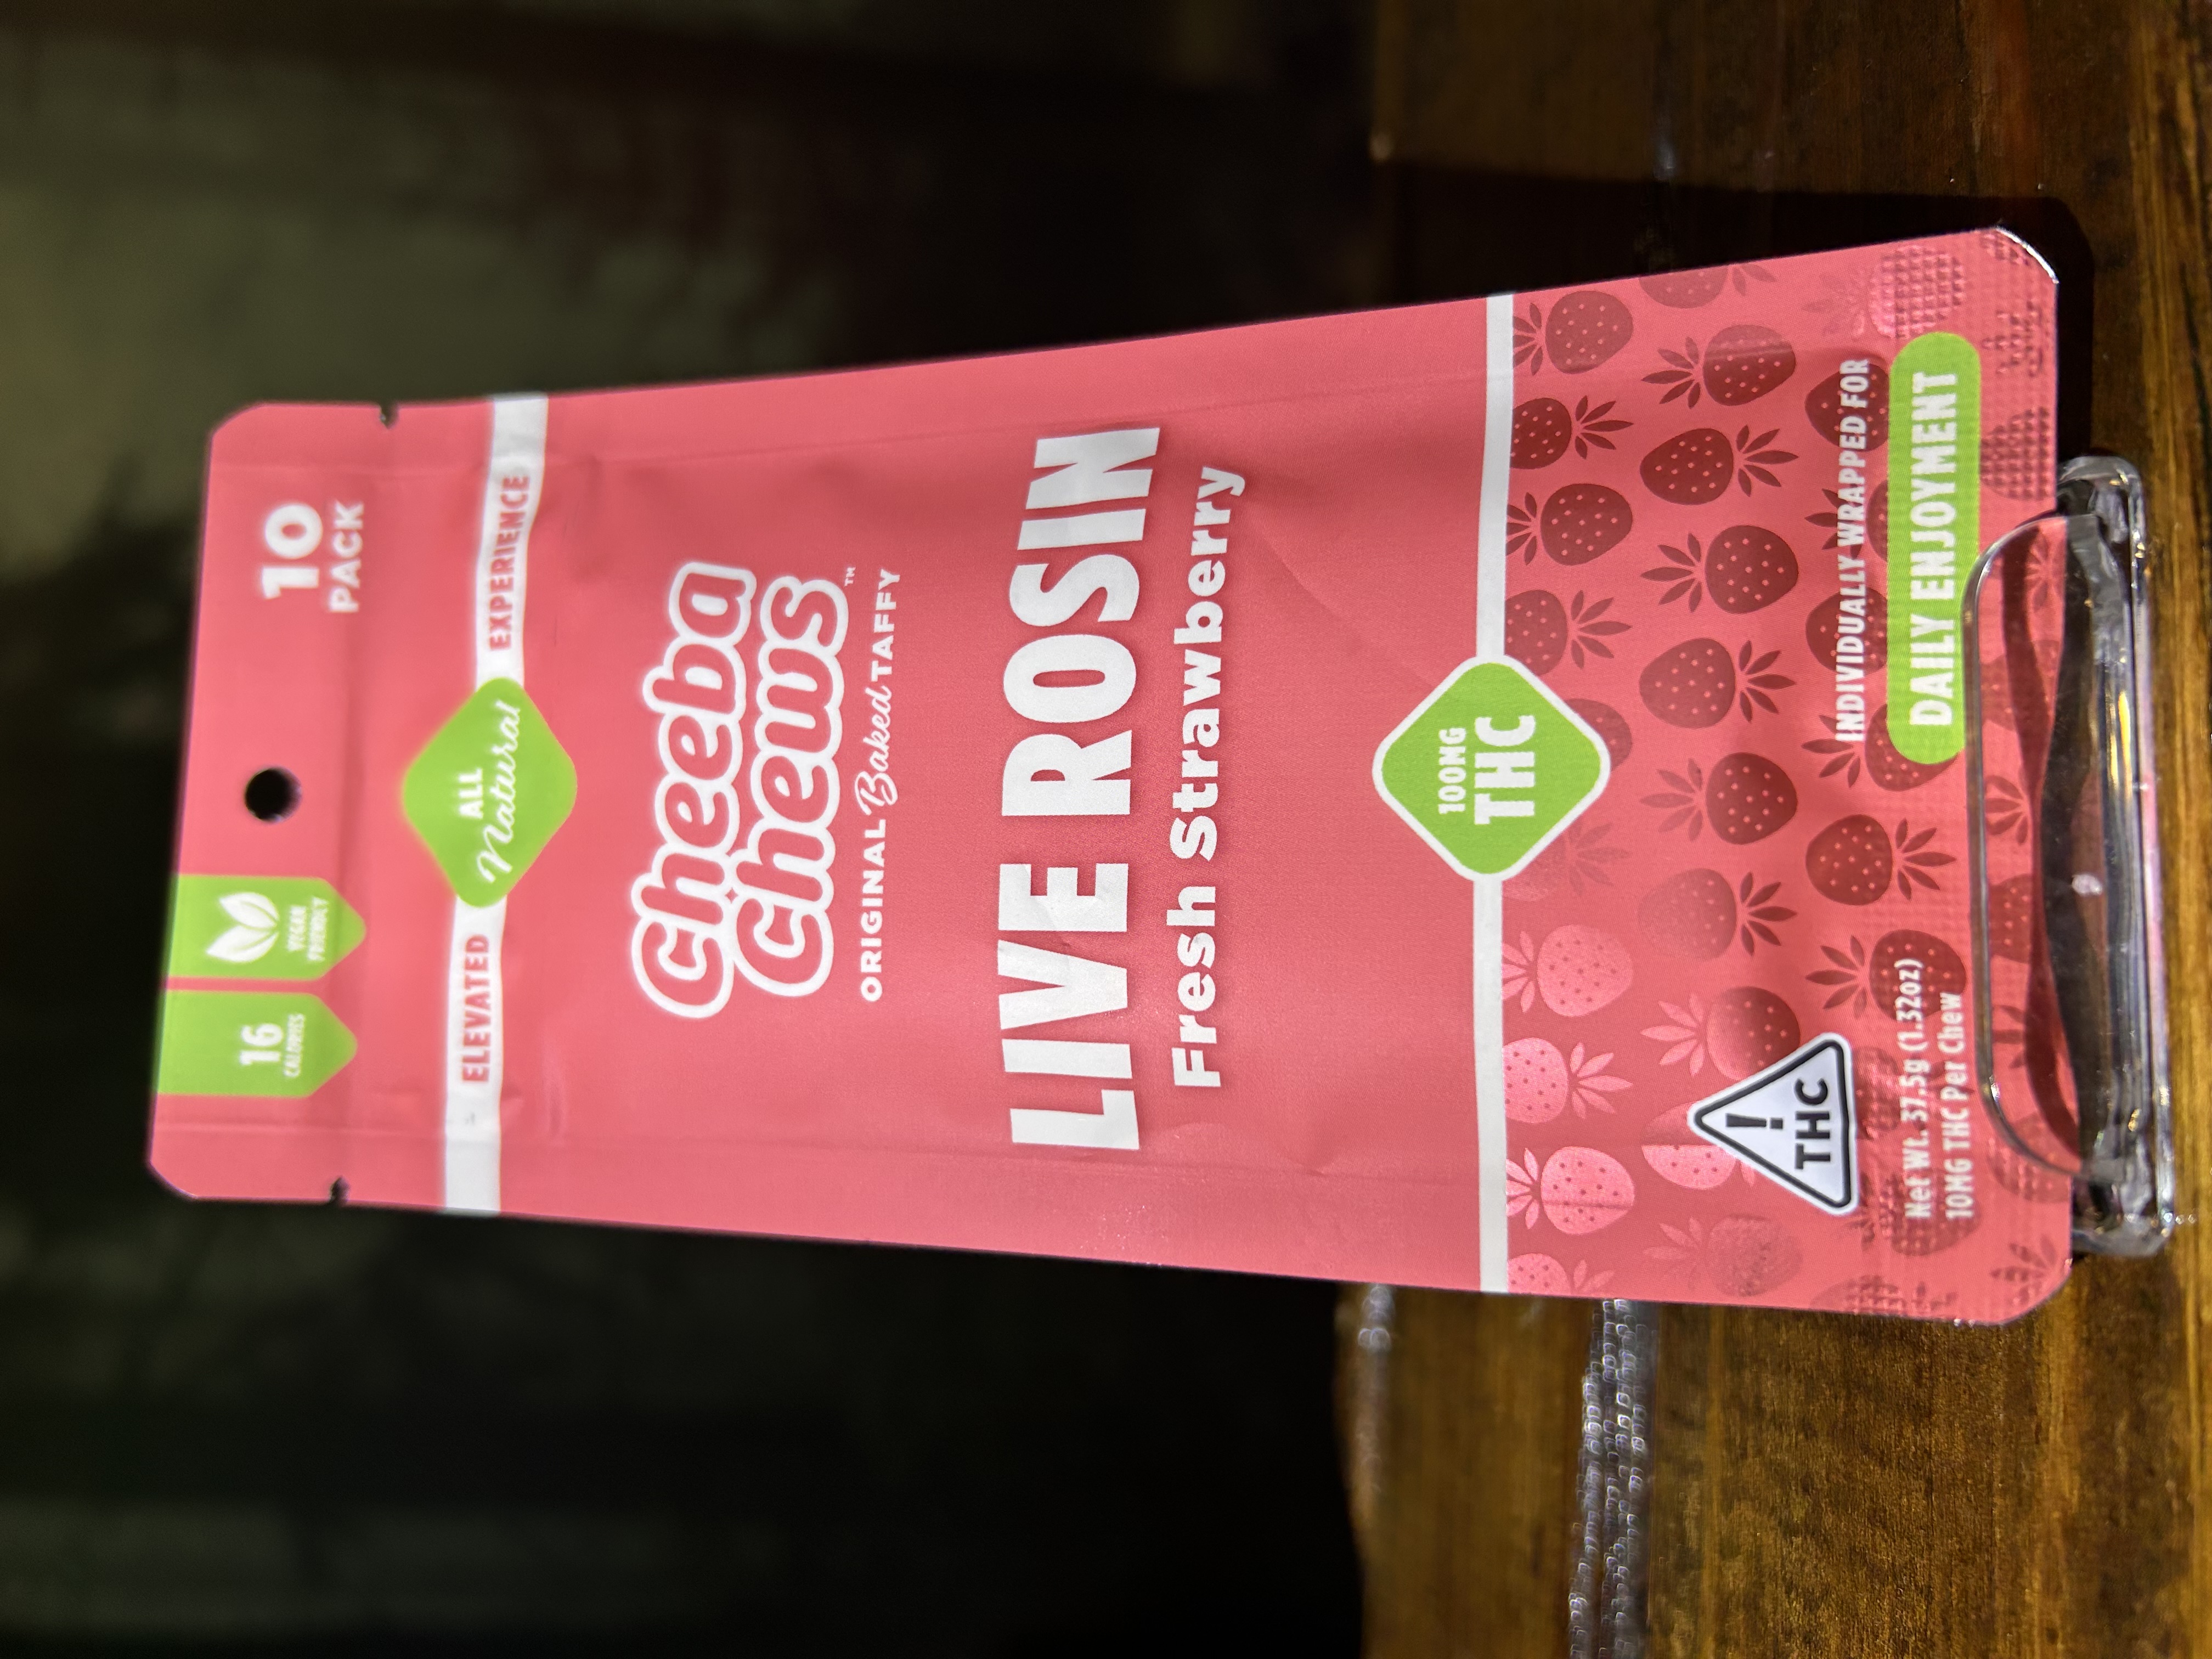 16
CALORIES
VEGAN
FRIENDLY
10
PACK
ELEVATED
ALL
Natural
EXPERIENCE
Cheeba
Chews™
ORIGINAL Baked TAFFY
LIVE ROSIN
Fresh Strawberry
100MG
THC
!
THC
Net Wt. 37.5g (1.32oz)
10MG THC Per Chew
INDIVIDUALLY WRAPPED FOR
DAILY ENJOYMENT